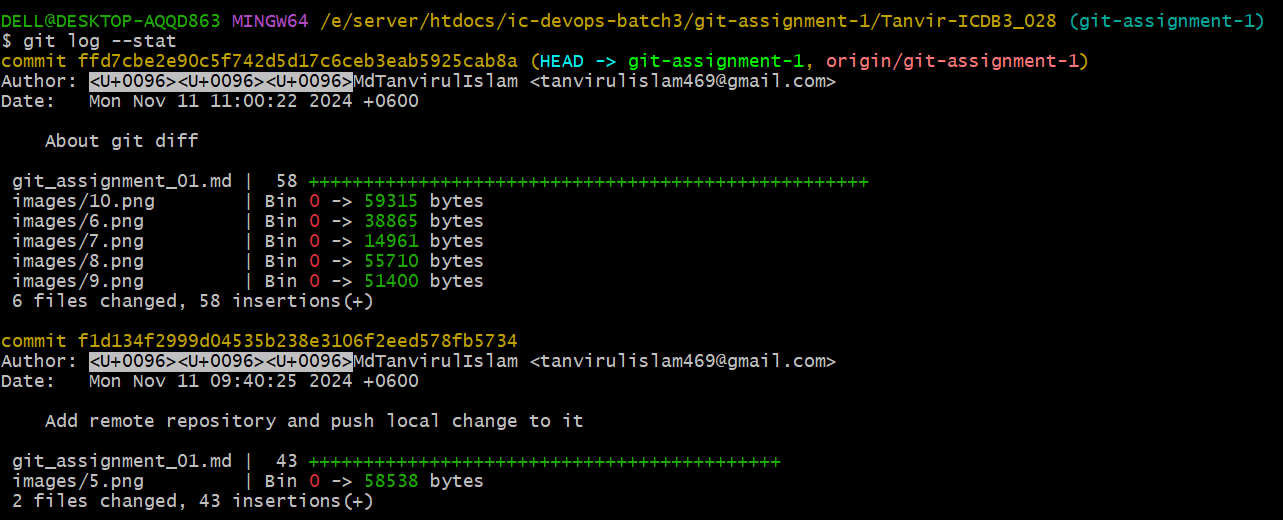 DELL@DESKTOP-AQQD863 MINGW64 /e/server/htdocs/ic-devops-batch3/git-assignment-1/Tanvir-ICDB3_028 (git-assignment-1)
$ git log --stat
commit ffd7cbe2e90c5f742d5d17c6ceb3eab5925cab8a (HEAD -> git-assignment-1, origin/git-assignment-1)
Author: <U+0096><U+0096><U+0096>MdTanvirulIslam <tanvirulislam469@gmail.com>
Date:   Mon Nov 11 11:00:22 2024 +0600
    About git diff
 git_assignment_01.md |  58 +++++++++++++++++++++++++++++++++++++++++++++++++++
 images/10.png        | Bin 0 -> 59315 bytes
 images/6.png         | Bin 0 -> 38865 bytes
 images/7.png         | Bin 0 -> 14961 bytes
 images/8.png         | Bin 0 -> 55710 bytes
 images/9.png         | Bin 0 -> 51400 bytes
 6 files changed, 58 insertions(+)
commit f1d134f2999d04535b238e3106f2eed578fb5734
Author: <U+0096><U+0096><U+0096>MdTanvirulIslam <tanvirulislam469@gmail.com>
Date:   Mon Nov 11 09:40:25 2024 +0600
    Add remote repository and push local change to it
 git_assignment_01.md |  43 +++++++++++++++++++++++++++++++++++++++++++
 images/5.png         | Bin 0 -> 58538 bytes
 2 files changed, 43 insertions(+)